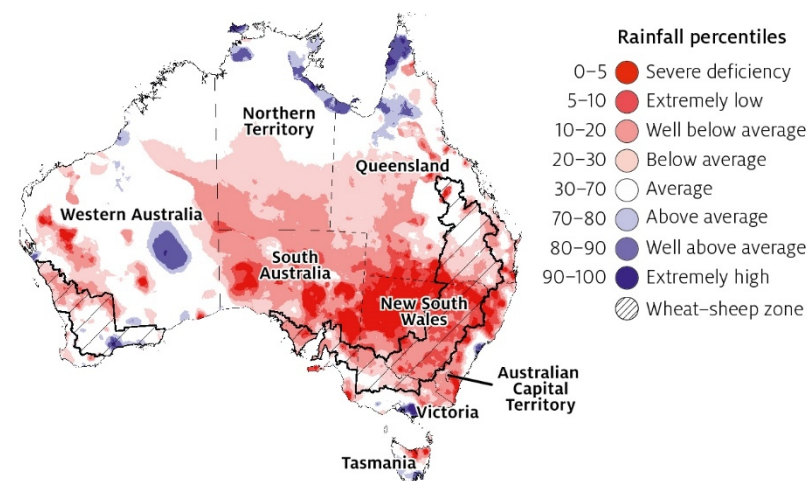 Northern
Territory
Queensland
Western Australia
South
Australia
New South
Wales
Australian
Capital
Territory
Victoria
Tasmania
Rainfall percentiles
0–5 Severe deficiency
5–10 Extremely low
10–20 Well below average
20–30 Below average
30–70 Average
70–80 Above average
80–90 Well above average
90–100 Extremely high
Wheat–sheep zone